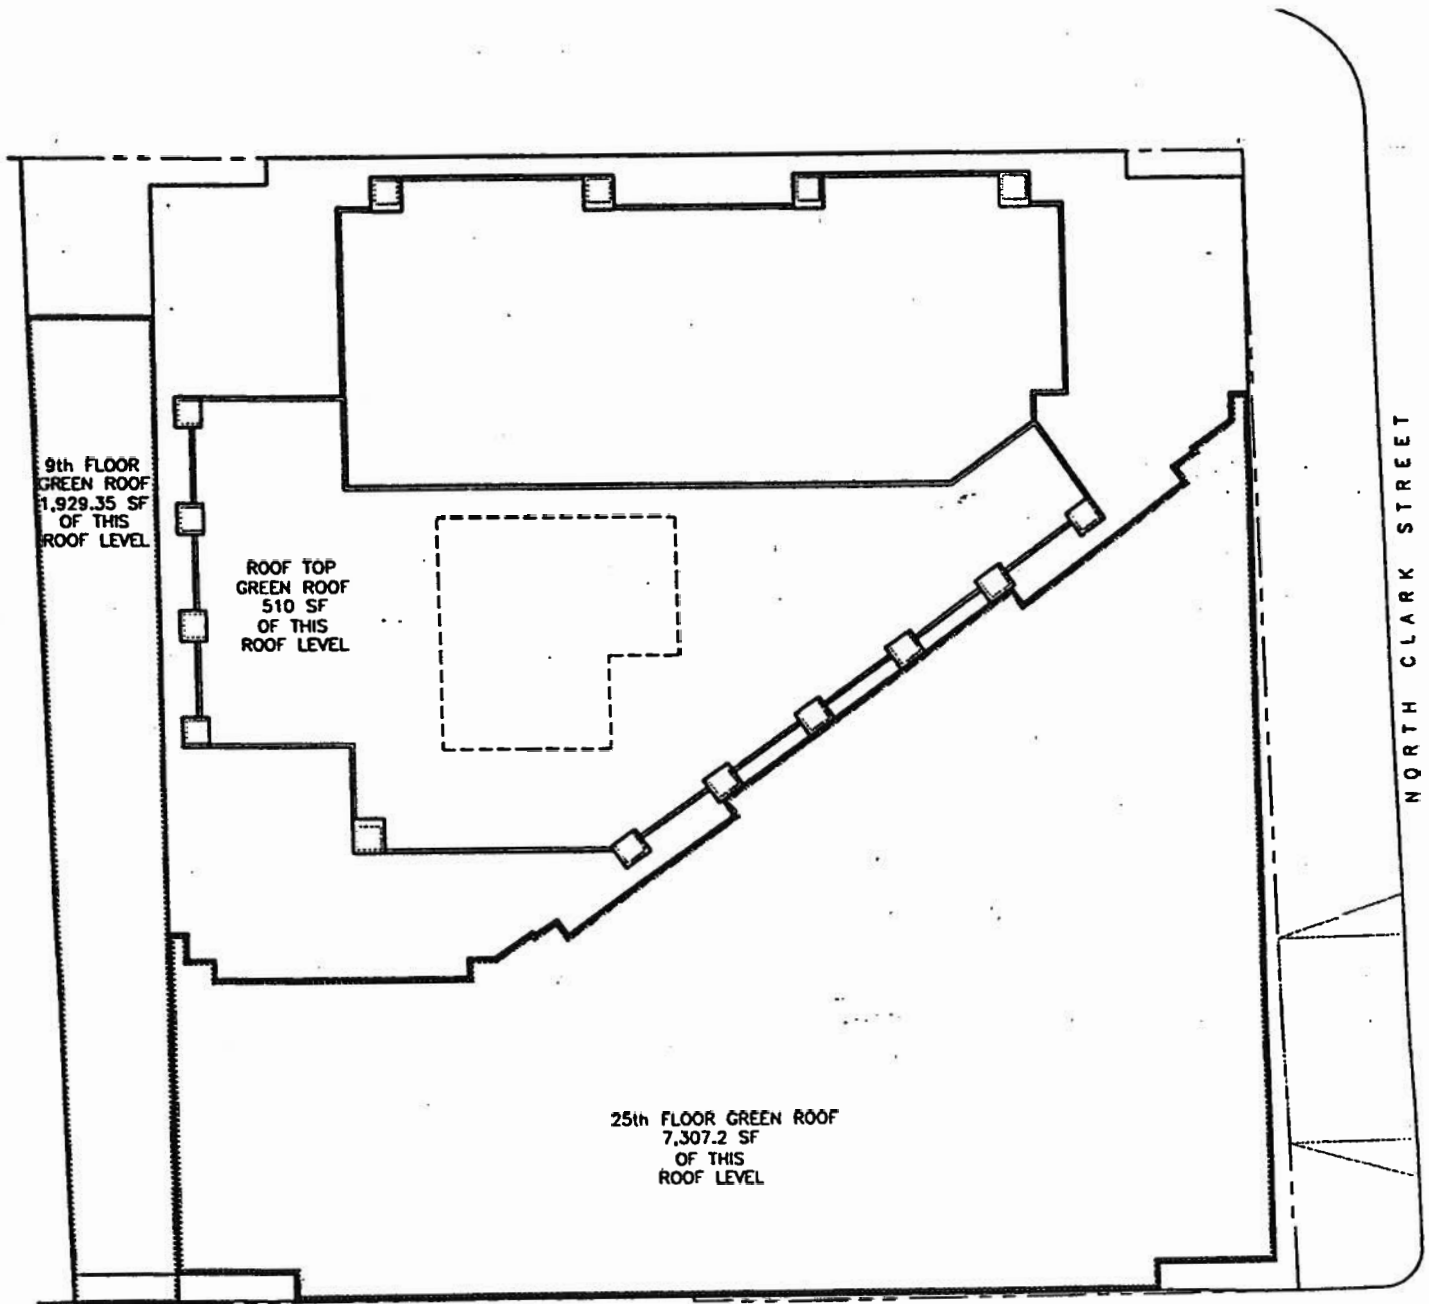 9th FLOOR
GREEN ROOF
1,929.35 SF
OF THIS
ROOF LEVEL
ROOF TOP
GREEN ROOF
510 SF
OF THIS
ROOF LEVEL
25th FLOOR GREEN ROOF
7,307.2 SF
OF THIS
ROOF LEVEL
NORTH CLARK STREET